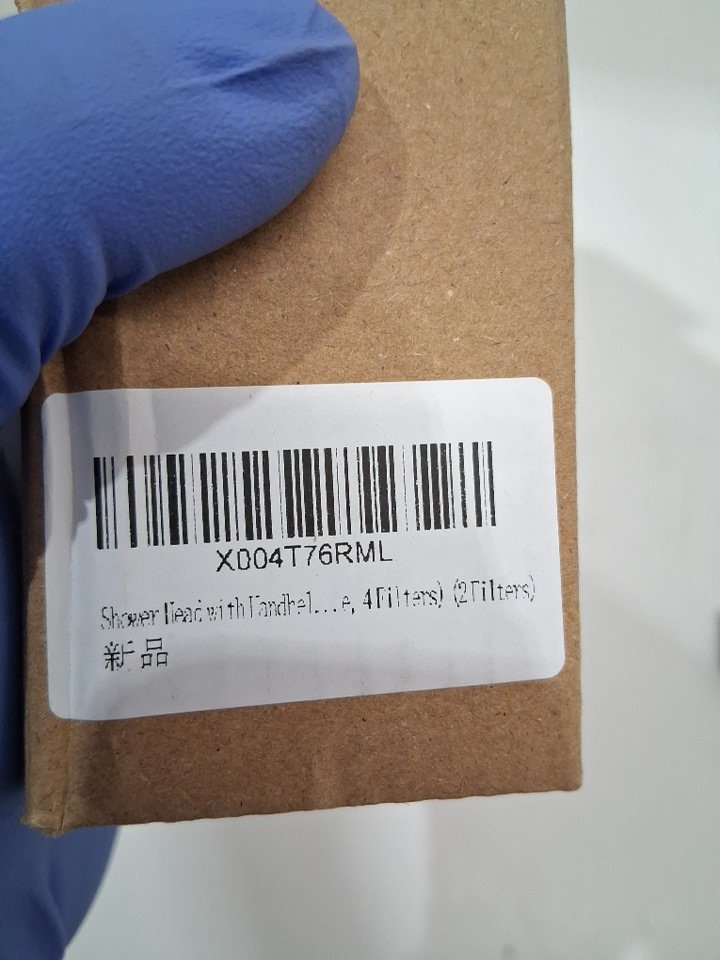 X004T76RML
Shower Head with Handhel...e, 4 Filters) (2 Filters)
新品